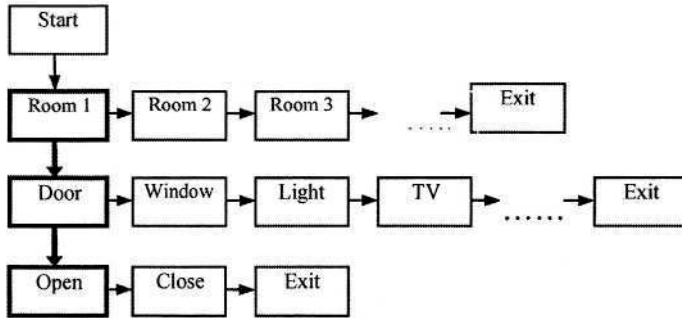 Start
Room 1 Room 2 Room 3 ..... Exit
Door Window Light TV ...... Exit
Open Close Exit